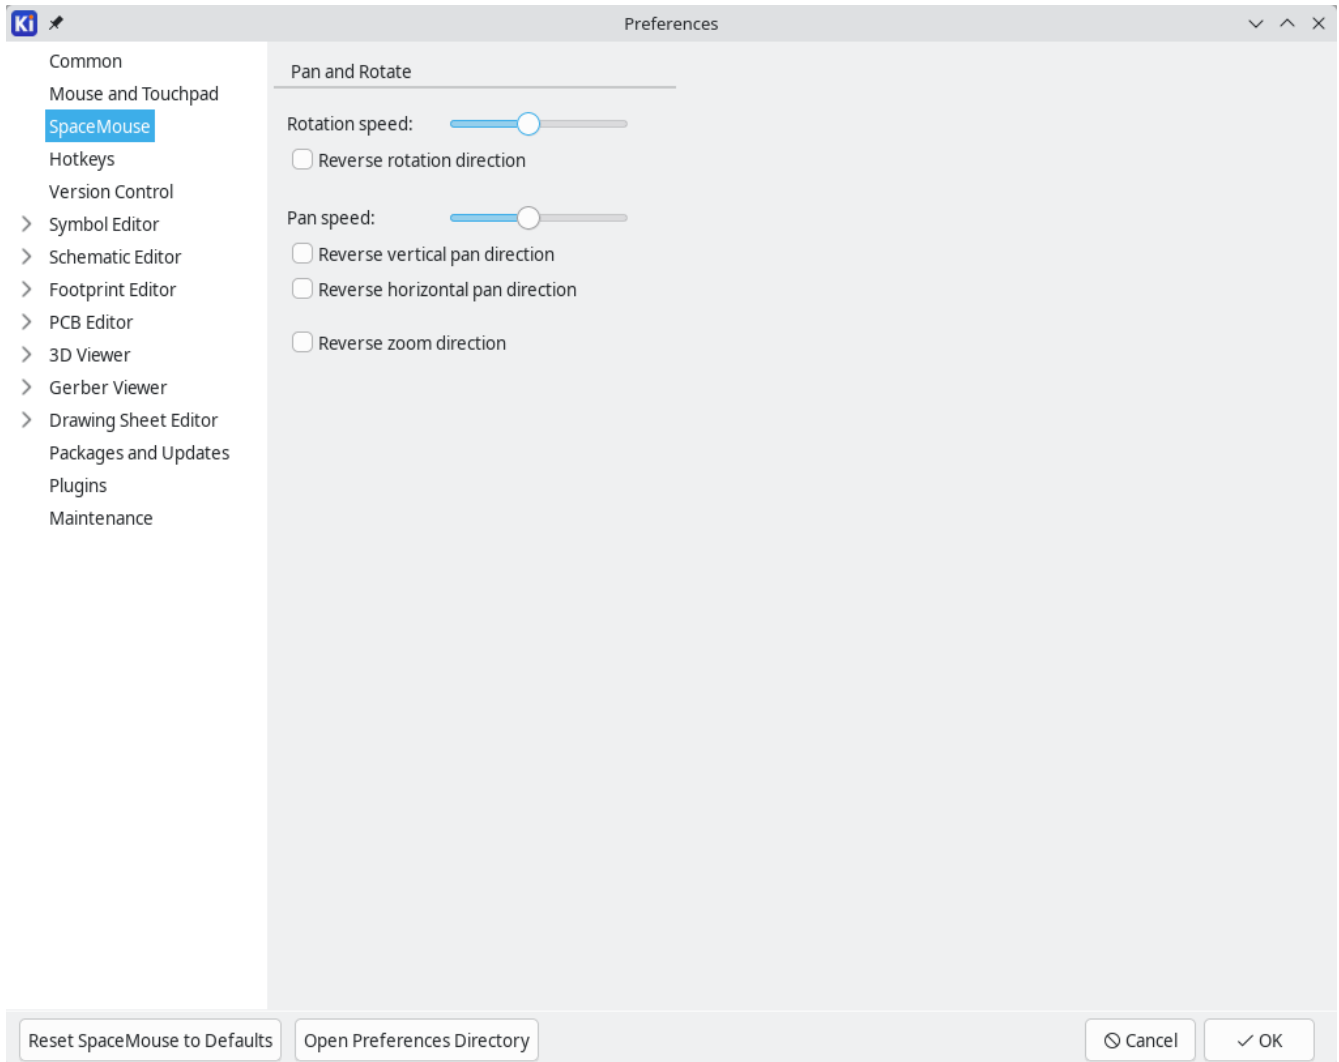 Ki
Preferences
Common
Mouse and Touchpad
SpaceMouse
Hotkeys
Version Control
Symbol Editor
Schematic Editor
Footprint Editor
PCB Editor
3D Viewer
Gerber Viewer
Drawing Sheet Editor
Packages and Updates
Plugins
Maintenance
Pan and Rotate
Rotation speed:
Reverse rotation direction
Pan speed:
Reverse vertical pan direction
Reverse horizontal pan direction
Reverse zoom direction
Reset SpaceMouse to Defaults
Open Preferences Directory
Cancel
OK